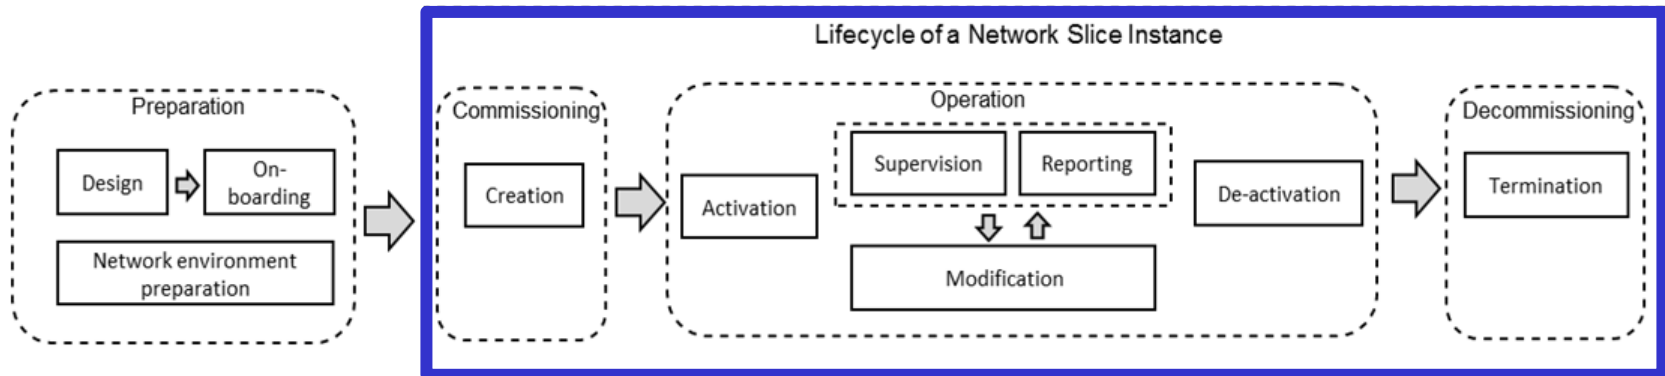 Lifecycle of a Network Slice Instance
Preparation
Design
On-
boarding
Network environment
preparation
Commissioning
Creation
Operation
Activation
Supervision
Reporting
Modification
De-activation
Decommissioning
Termination